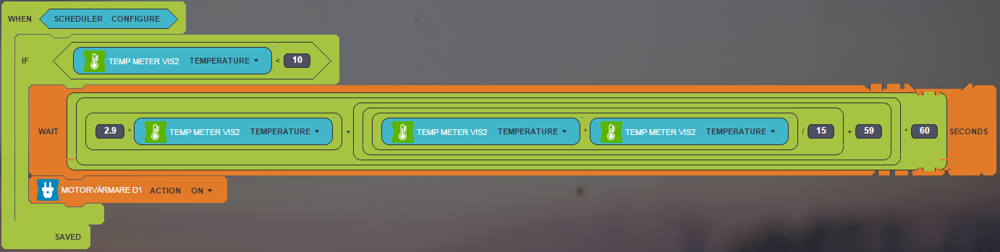 WHEN SCHEDULER CONFIGURE
IF TEMP METER VIS2 TEMPERATURE < 10
WAIT 2.9 * TEMP METER VIS2 TEMPERATURE + TEMP METER VIS2 TEMPERATURE * TEMP METER VIS2 TEMPERATURE / 15 + 59 * 60 SECONDS
MOTORVÄRMARE D1 ACTION ON
SAVED